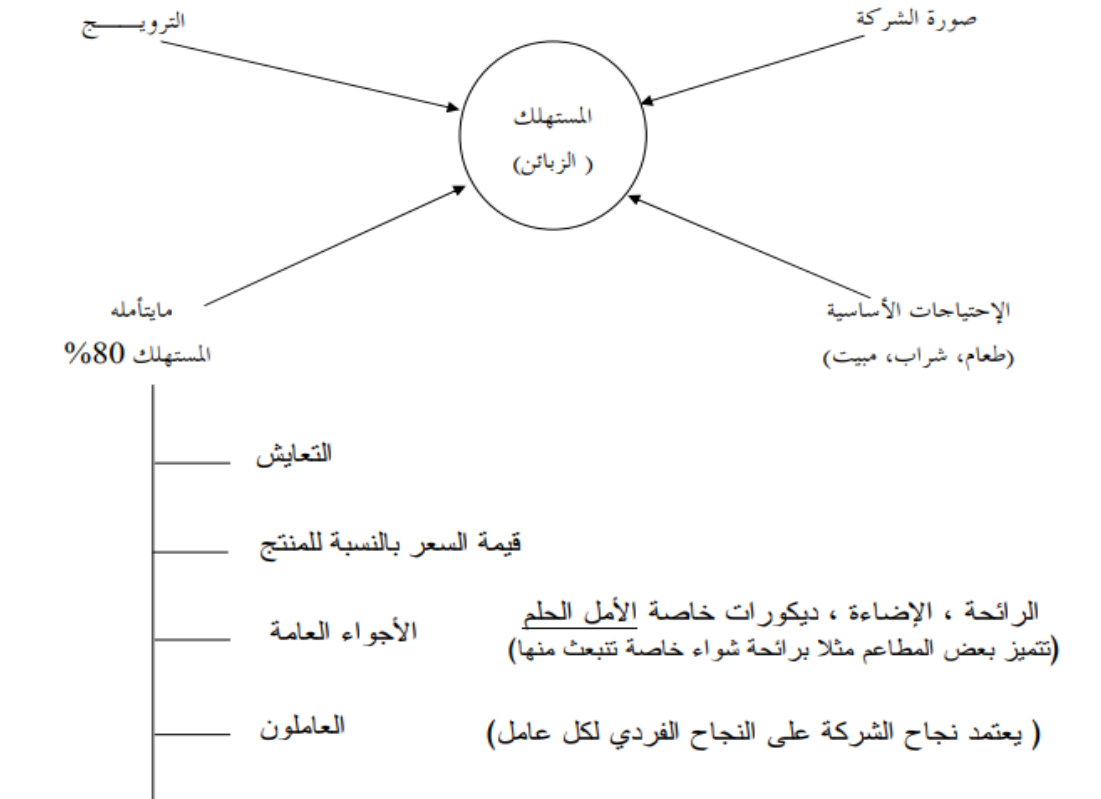 صورة الشركة
الترويـــــــج
المستهلك
( الزبائن)
الإحتياجات الأساسية
(طعام، شراب، مبيت)
مايتأمله
المستهلك 80%
التعايش
قيمة السعر بالنسبة للمنتج
الأجواء العامة
الرائحة ، الإضاءة ، ديكورات خاصة الأمل الحلم
(تتميز بعض المطاعم مثلا برائحة شواء خاصة تنبعث منها)
العاملون
( يعتمد نجاح الشركة على النجاح الفردي لكل عامل)